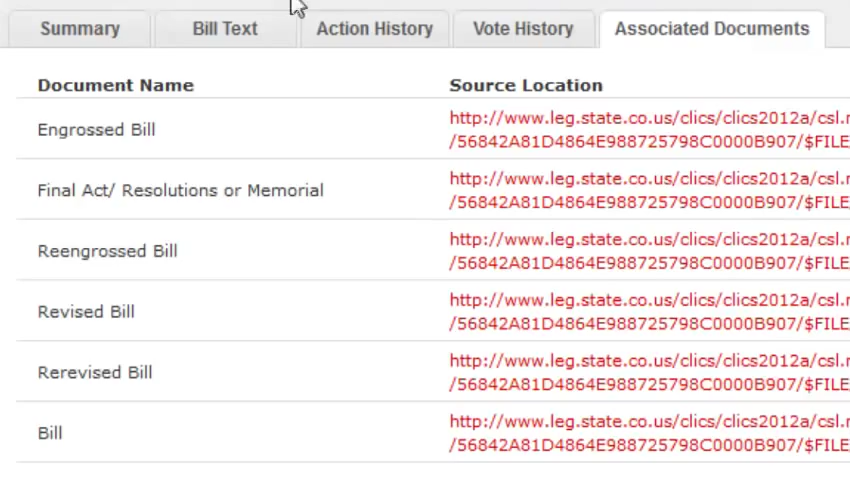 Summary Bill Text Action History Vote History Associated Documents
Document Name Source Location
Engrossed Bill http://www.leg.state.co.us/clics/clics2012a/csl.
/56842A81D4864E988725798C0000B907/$FILE
Final Act/ Resolutions or Memorial http://www.leg.state.co.us/clics/clics2012a/csl.
/56842A81D4864E988725798C0000B907/$FILE
Reengrossed Bill http://www.leg.state.co.us/clics/clics2012a/csl.
/56842A81D4864E988725798C0000B907/$FILE
Revised Bill http://www.leg.state.co.us/clics/clics2012a/csl.
/56842A81D4864E988725798C0000B907/$FILE
Rerevised Bill http://www.leg.state.co.us/clics/clics2012a/csl.
/56842A81D4864E988725798C0000B907/$FILE
Bill http://www.leg.state.co.us/clics/clics2012a/csl.
/56842A81D4864E988725798C0000B907/$FILE